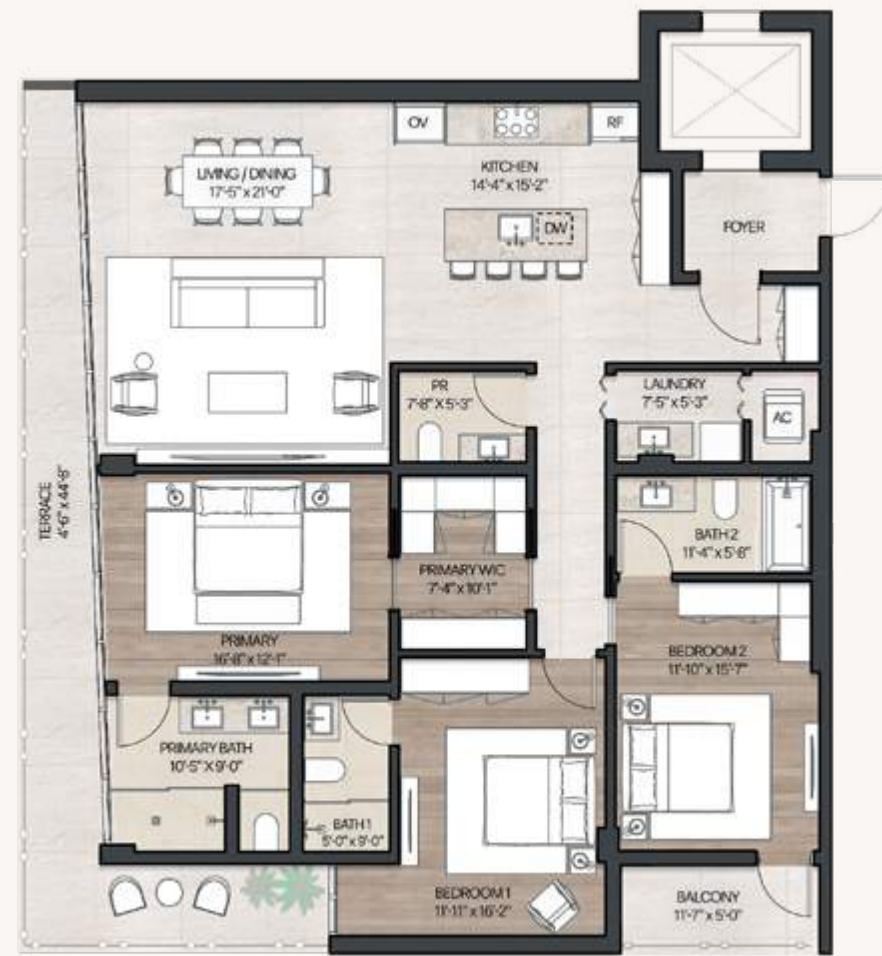 OV
RF
KITCHEN
14'-4" x 15'-2"
LIVING / DINING
17'-5" x 21'-0"
DW
FOYER
PR
7'-8" X 5'-3"
LAUNDRY
7'-5" x 5'-3"
AC
TERRACE
4'-6" x 44'-8"
BATH 2
11'-4" x 5'-8"
PRIMARY WIC
7'-4" x 10'-1"
PRIMARY
16'-8" x 12'-1"
BEDROOM 2
11'-10" x 15'-7"
PRIMARY BATH
10'-5" X 9'-0"
BATH 1
5'-0" x 9'-0"
BEDROOM 1
11'-11" x 16'-2"
BALCONY
11'-7" x 5'-0"